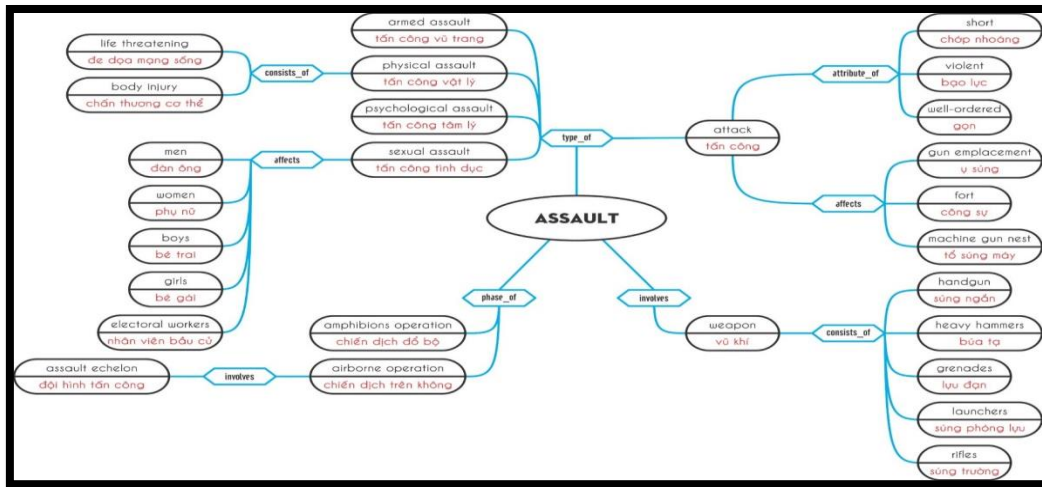 life threatening
đe dọa mạng sống
body injury
chấn thương cơ thể
consists_of
armed assault
tấn công vũ trang
physical assault
tấn công vật lý
psychological assault
tấn công tâm lý
sexual assault
tấn công tình dục
type_of
attack
tấn công
attribute_of
short
chớp nhoáng
violent
bạo lực
well-ordered
gọn
affects
gun emplacement
ụ súng
fort
công sự
machine gun nest
tổ súng máy
men
đàn ông
women
phụ nữ
boys
bé trai
girls
bé gái
electoral workers
nhân viên bầu cử
affects
ASSAULT
phase_of
amphibions operation
chiến dịch đổ bộ
airborne operation
chiến dịch trên không
involves
assault echelon
đội hình tấn công
involves
weapon
vũ khí
consists_of
handgun
súng ngắn
heavy hammers
búa tạ
grenades
lựu đạn
launchers
súng phóng lựu
rifles
súng trường